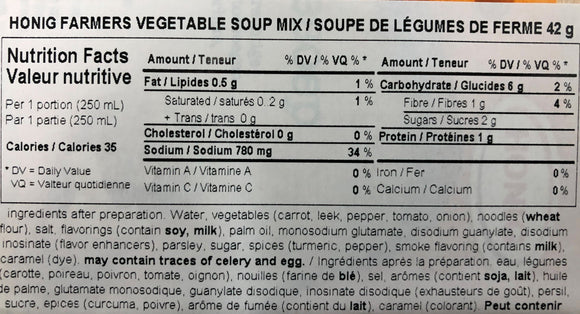 HONIG FARMERS VEGETABLE SOUP MIX / SOUPE DE LÉGUMES DE FERME 42 g
Nutrition Facts
Valeur nutritive
Per 1 portion (250 mL)
Par 1 partie (250 mL)
Calories / Calories 35
*DV = Daily Value
VQ = Valteur quotidienne
Amount / Teneur % DV / % VQ % *
Fat / Lipides 0.5 g 1 %
Saturated / saturés 0.2 g 1 %
+ Trans / trans 0 g
Cholesterol / Cholestérol 0 g 0 %
Sodium / Sodium 780 mg 34 %
Vitamin A / Vitamine A 0 %
Vitamin C / Vitamine C 0 %
Amount / Teneur % DV / % VQ % *
Carbohydrate / Glucides 6 g 2 %
Fibre / Fibres 1 g 4 %
Sugars / Sucres 2 g
Protein / Protéines 1 g
Iron / Fer 0 %
Calcium / Calcium 0 %
ingredients after preparation. Water, vegetables (carrot, leek, pepper, tomato, onion), noodles (wheat
flour), salt, flavorings (contain soy, milk), palm oil, monosodium glutamate, disodium guanylate, disodium
inosinate (flavor enhancers), parsley, sugar, spices (turmeric, pepper), smoke flavoring (contains milk),
caramel (dye). may contain traces of celery and egg. / Ingrédients après la préparation. eau, légumes
(carotte, poireau, poivron, tomate, oignon), nouilles (farine de blé), sel, arômes (contient soja, lait), huile
de palme, glutamate monosodique, guanylate disodique, inosinate disodique (exhausteurs de goût), persil,
sucre, épices (curcuma, poivre), arôme de fumée (contient du lait), caramel (colorant). Peut contenir